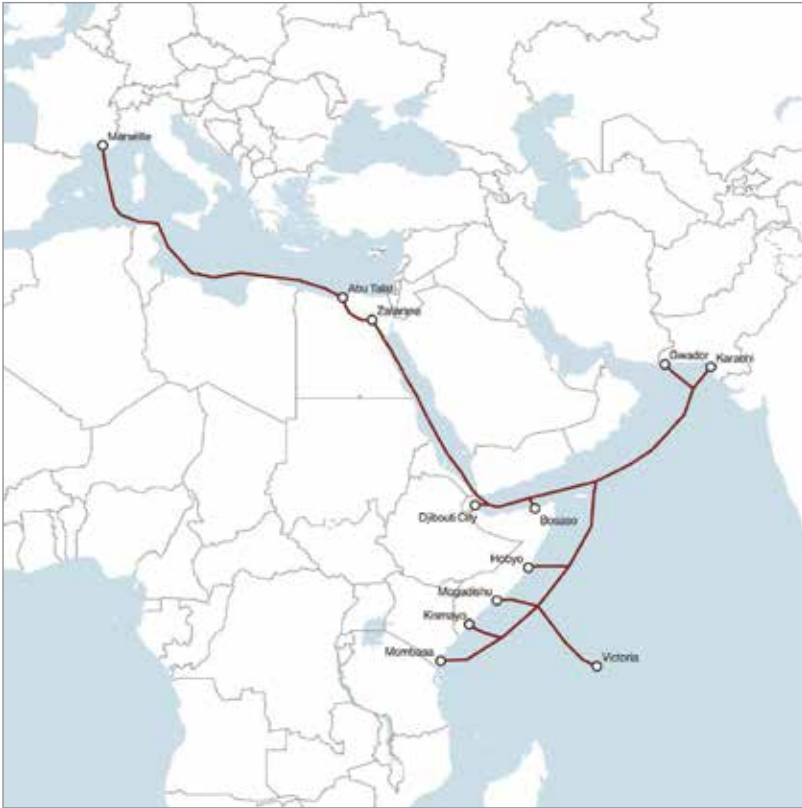 Marseille
Abu Talat
Zafarana
Gwador
Karachi
Djibouti City
Bosaso
Hobyo
Mogadishu
Kismayo
Mombasa
Victoria